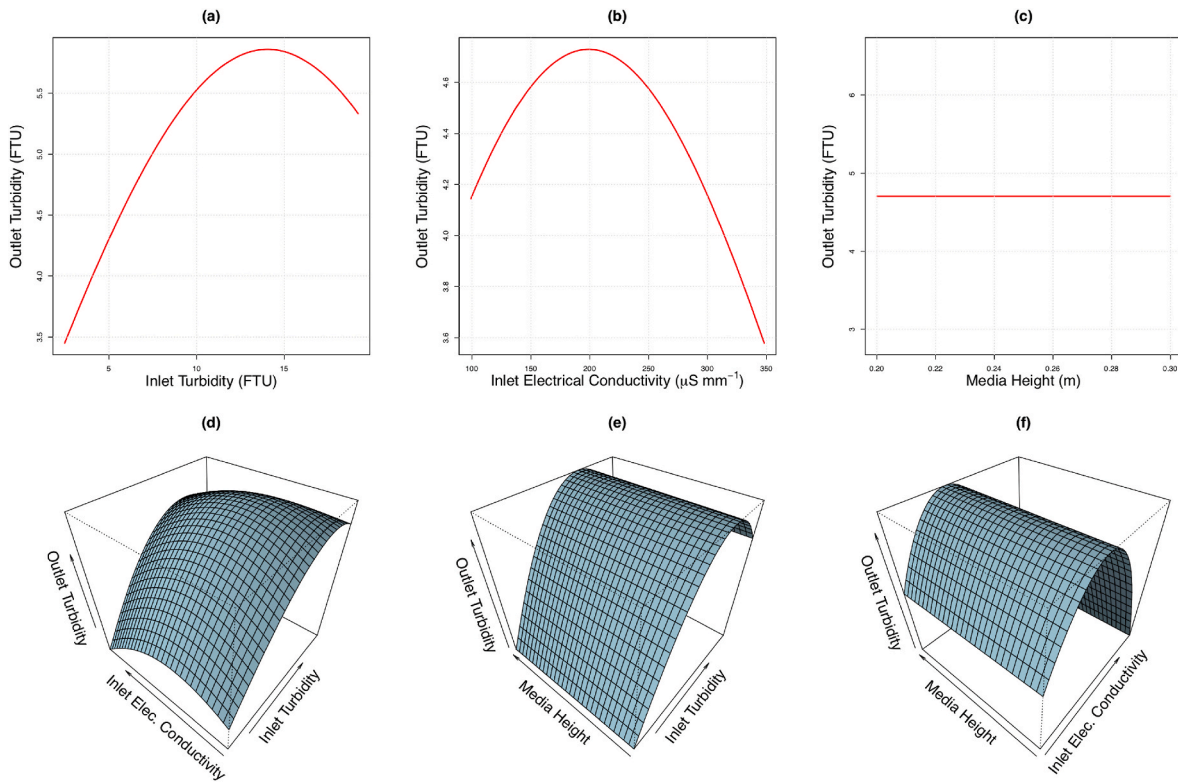 (a)
Outlet Turbidity (FTU)
3.5 4.0 4.5 5.0 5.5
5 10 15
Inlet Turbidity (FTU)
(b)
Outlet Turbidity (FTU)
3.6 3.8 4.0 4.2 4.4 4.6
100 150 200 250 300 350
Inlet Electrical Conductivity (μS mm⁻¹)
(c)
Outlet Turbidity (FTU)
3 4 5 6
0.20 0.22 0.24 0.26 0.28 0.30
Media Height (m)
(d)
Outlet Turbidity
Inlet Elec. Conductivity
Inlet Turbidity
(e)
Outlet Turbidity
Media Height
Inlet Turbidity
(f)
Outlet Turbidity
Media Height
Inlet Elec. Conductivity